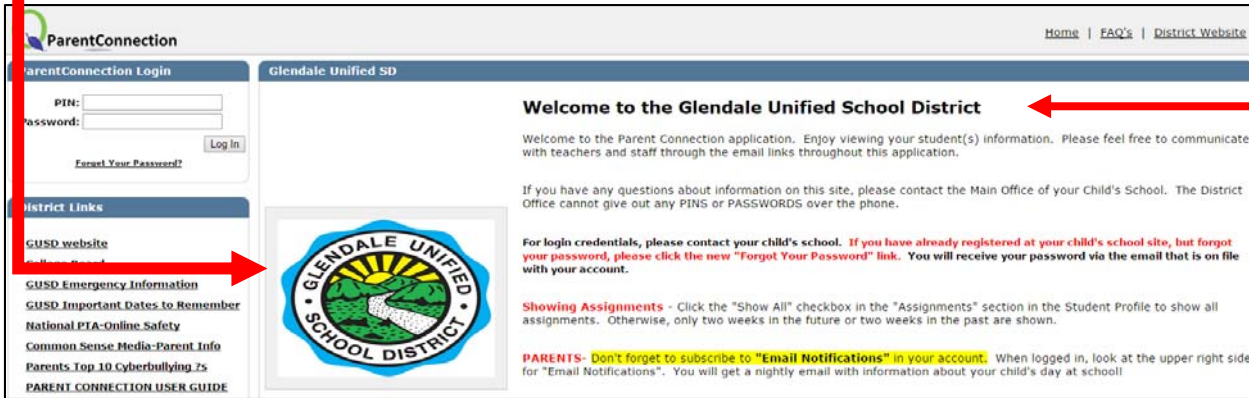 ParentConnection
Home | FAQ's | District Website
ParentConnection Login
PIN:
Password:
Log In
Forget Your Password?
District Links
GUSD website
GUSD Emergency Information
GUSD Important Dates to Remember
National PTA-Online Safety
Common Sense Media-Parent Info
Parents Top 10 Cyberbullying ?s
PARENT CONNECTION USER GUIDE
Glendale Unified SD
GLENDALE UNIFIED
SCHOOL DISTRICT
Welcome to the Glendale Unified School District
Welcome to the Parent Connection application. Enjoy viewing your student(s) information. Please feel free to communicate
with teachers and staff through the email links throughout this application.
If you have any questions about information on this site, please contact the Main Office of your Child's School. The District
Office cannot give out any PINS or PASSWORDS over the phone.
For login credentials, please contact your child's school. If you have already registered at your child's school site, but forgot
your password, please click the new "Forgot Your Password" link. You will receive your password via the email that is on file
with your account.
Showing Assignments - Click the "Show All" checkbox in the "Assignments" section in the Student Profile to show all
assignments. Otherwise, only two weeks in the future or two weeks in the past are shown.
PARENTS- Don't forget to subscribe to "Email Notifications" in your account. When logged in, look at the upper right side
for "Email Notifications". You will get a nightly email with information about your child's day at school!